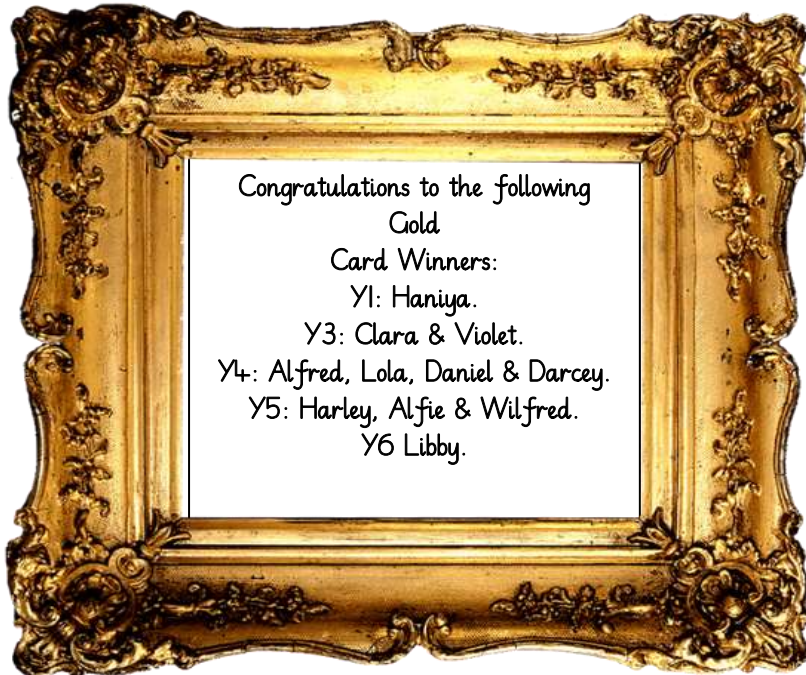 Congratulations to the following
Gold
Card Winners:
Y1: Haniya.
Y3: Clara & Violet.
Y4: Alfred, Lola, Daniel & Darcey.
Y5: Harley, Alfie & Wilfred.
Y6 Libby.